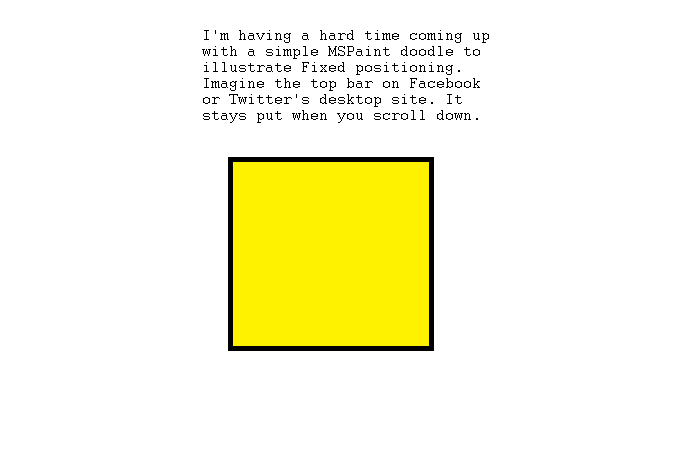 I'm having a hard time coming up
with a simple MSPaint doodle to
illustrate Fixed positioning.
Imagine the top bar on Facebook
or Twitter's desktop site. It
stays put when you scroll down.